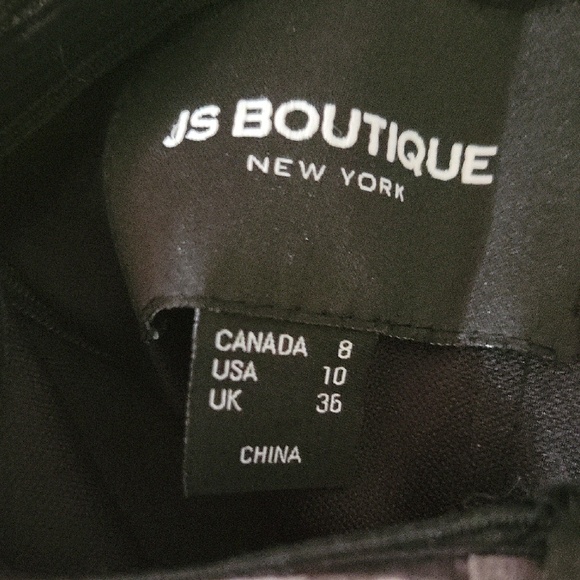 JS BOUTIQUE
NEW YORK
CANADA 8
USA 10
UK 36
CHINA